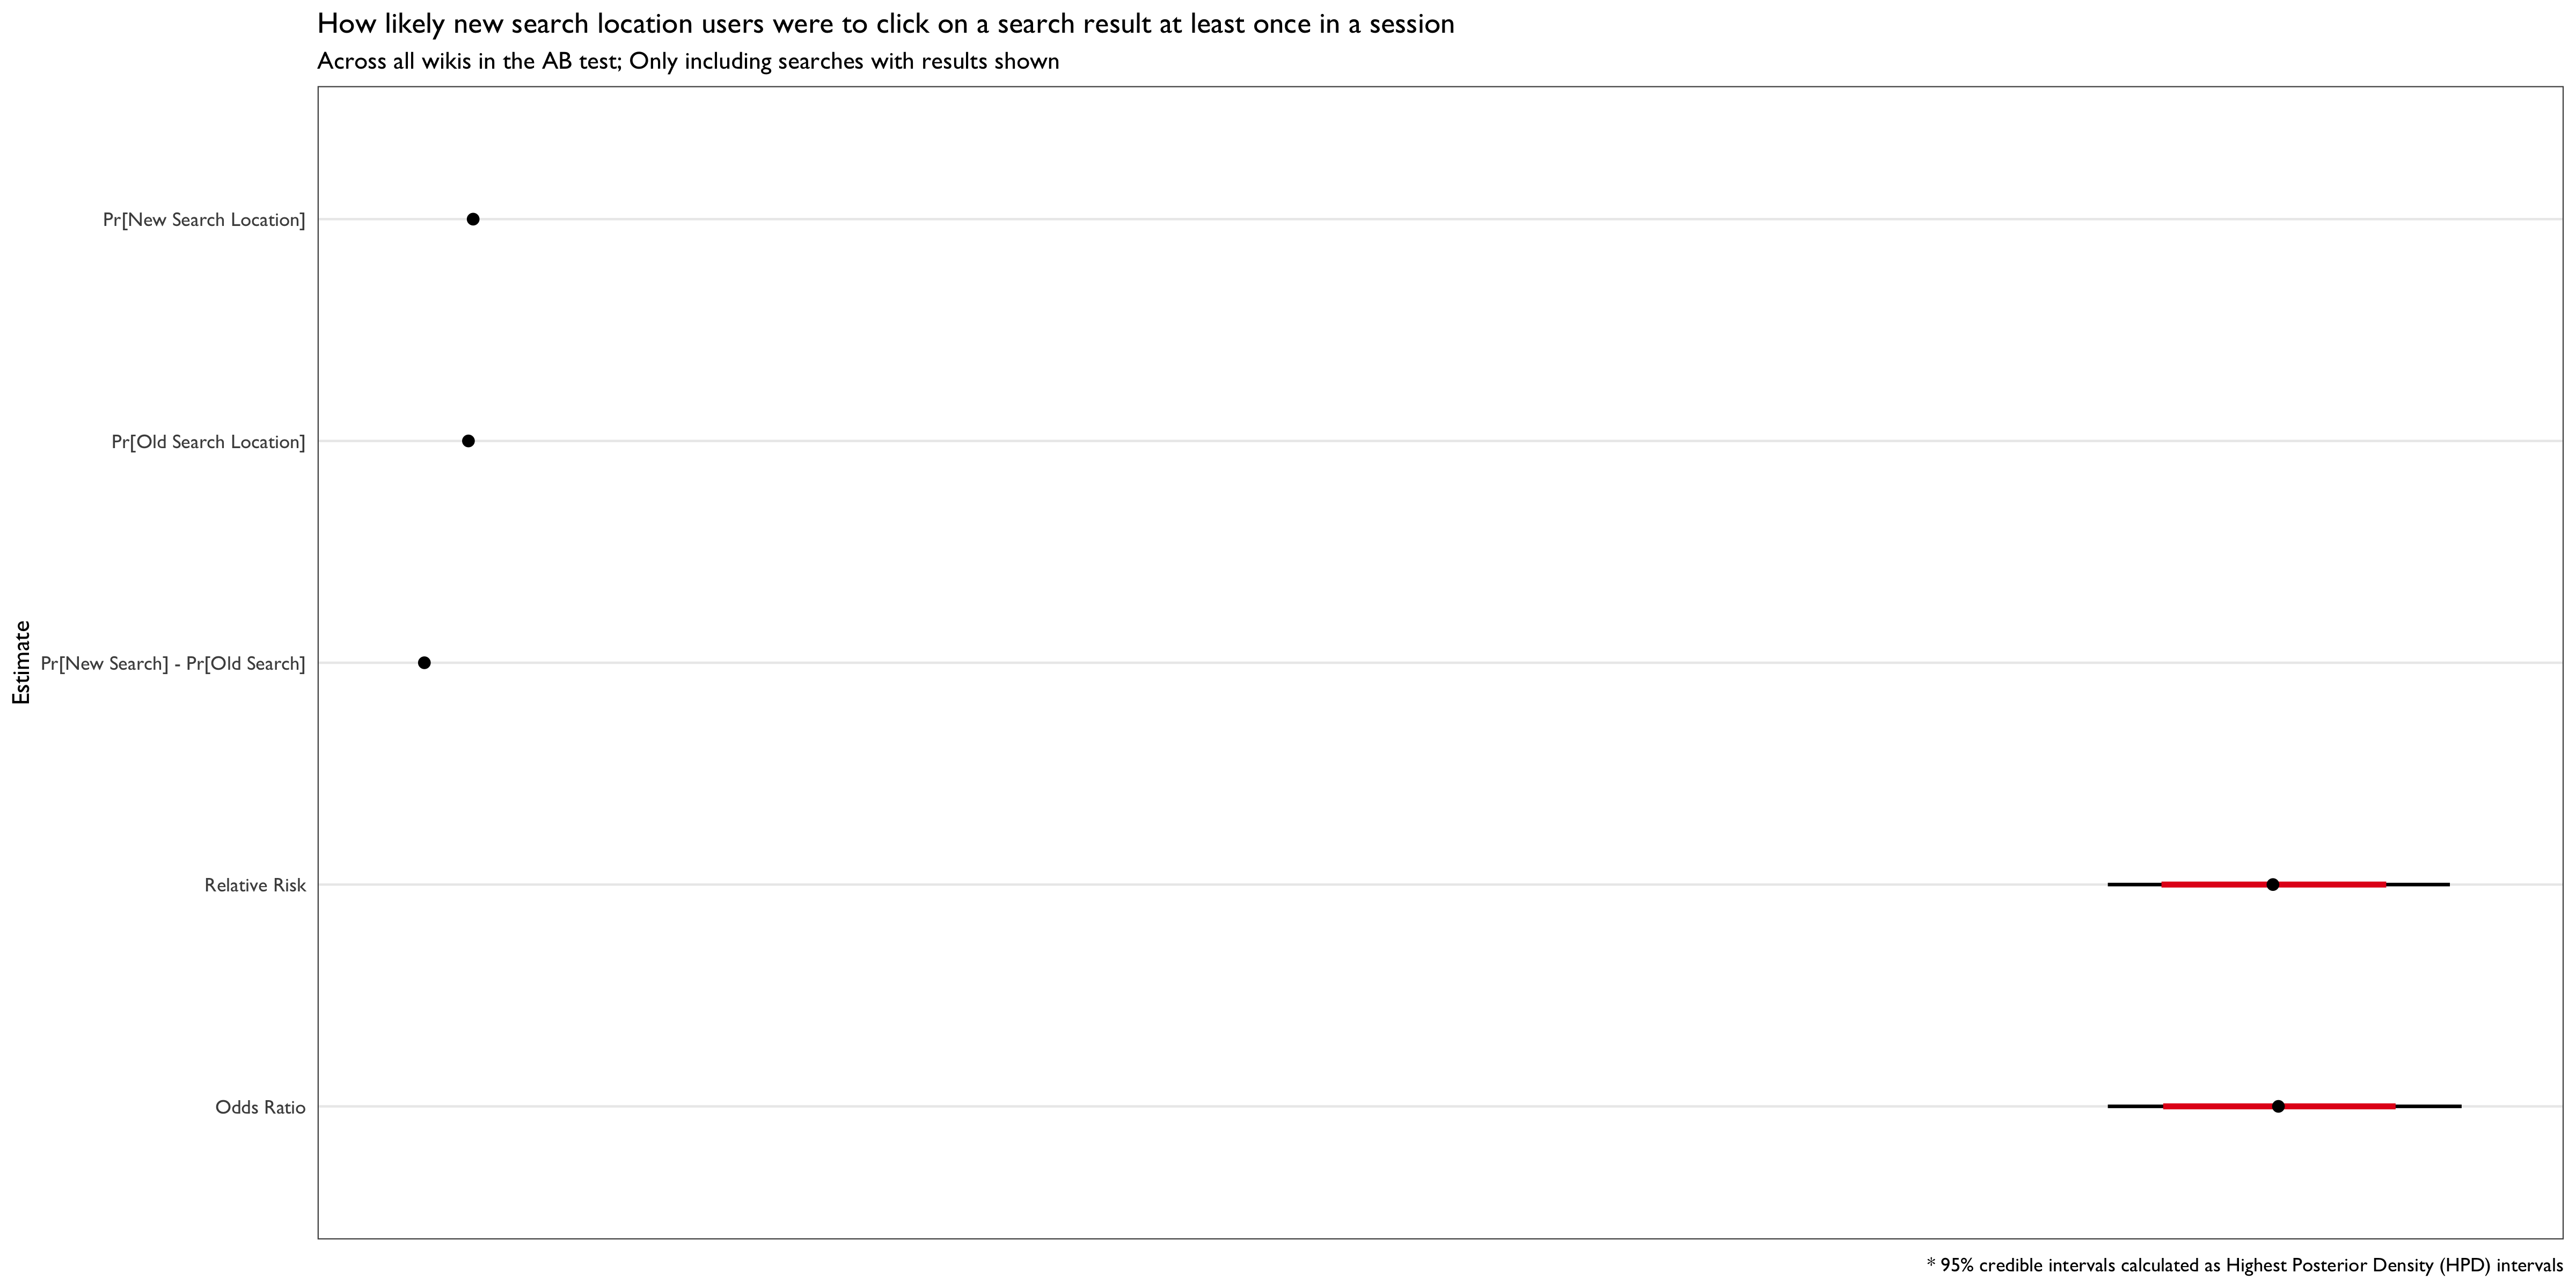 How likely new search location users were to click on a search result at least once in a session
Across all wikis in the AB test; Only including searches with results shown
Pr[New Search Location]
Pr[Old Search Location]
Estimate
Pr[New Search] - Pr[Old Search]
Relative Risk
Odds Ratio
* 95% credible intervals calculated as Highest Posterior Density (HPD) intervals